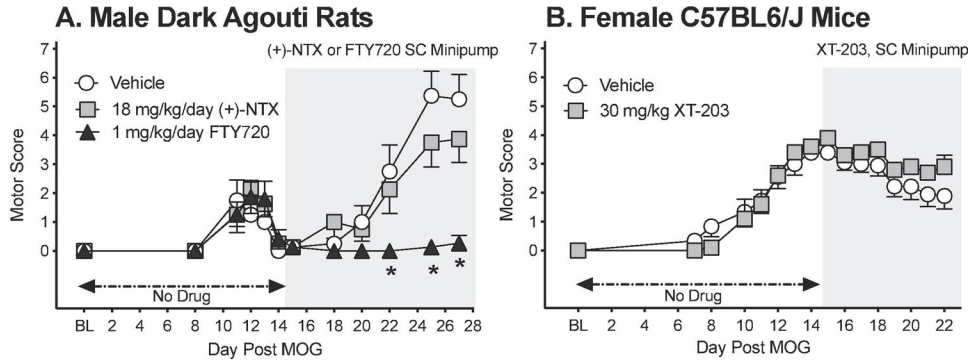 A. Male Dark Agouti Rats
(+)-NTX or FTY720 SC Minipump
7
6
5
4
3
2
1
0
Motor Score
Vehicle
18 mg/kg/day (+)-NTX
1 mg/kg/day FTY720
* * *
No Drug
BL 2 4 6 8 10 12 14 16 18 20 22 24 26 28
Day Post MOG
B. Female C57BL6/J Mice
XT-203, SC Minipump
7
6
5
4
3
2
1
0
Motor Score
Vehicle
30 mg/kg XT-203
No Drug
BL 2 4 6 8 10 12 14 16 18 20 22
Day Post MOG